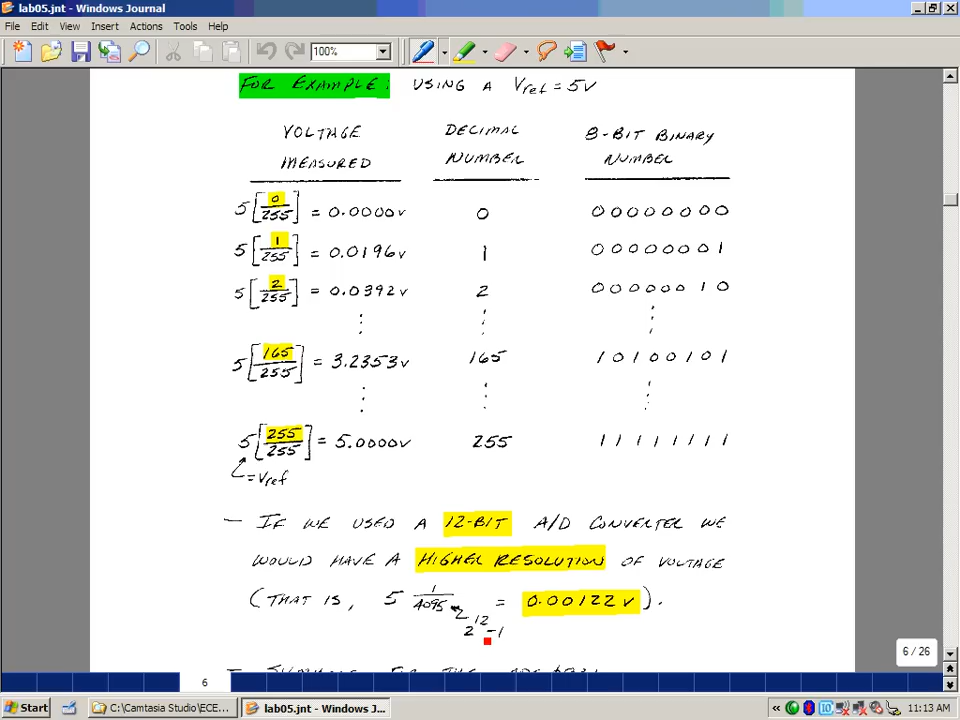 lab05.jnt - Windows Journal
File Edit View Insert Actions Tools Help
100%
FOR EXAMPLE: USING A Vref = 5V
VOLTAGE MEASURED DECIMAL NUMBER 8-BIT BINARY NUMBER
5[0/255] = 0.0000V 0 00000000
5[1/255] = 0.0196V 1 00000001
5[2/255] = 0.0392V 2 00000010
5[165/255] = 3.2353V 165 10100101
5[255/255] = 5.0000V 255 11111111
= Vref
- IF WE USED A 12-BIT A/D CONVERTER WE
WOULD HAVE A HIGHER RESOLUTION OF VOLTAGE
(THAT IS, 5 1/4095 = 0.00122 V).
2^12 -1
6 / 26
6
Start C:\Camtasia Studio\ECE... lab05.jnt - Windows J... 11:13 AM